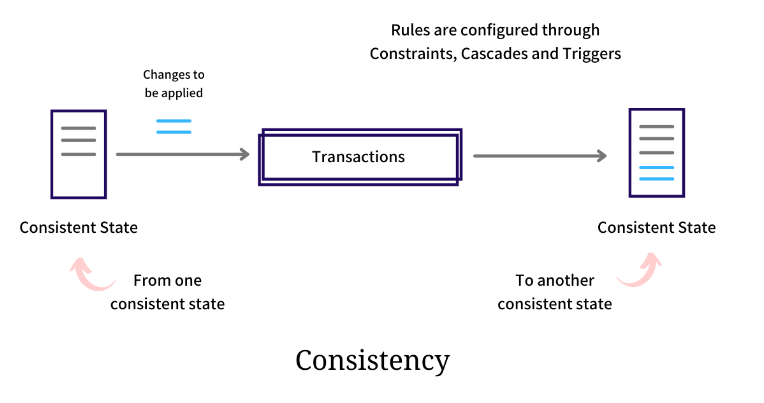 Rules are configured through
Constraints, Cascades and Triggers
Changes to
be applied
Transactions
Consistent State
Consistent State
From one
consistent state
To another
consistent state
Consistency